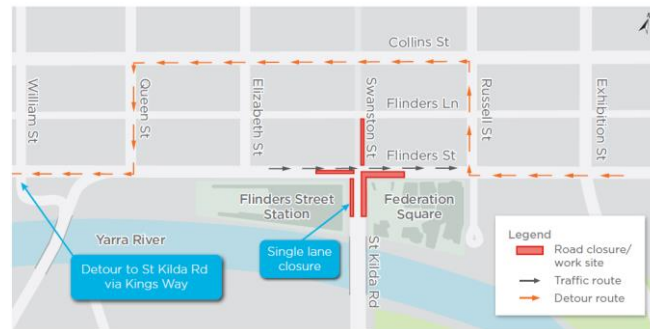 Collins St
William St
Queen St
Elizabeth St
Swanston St
Russell St
Exhibition St
Flinders Ln
Flinders St
Flinders Street
Station
Federation
Square
Yarra River
Single lane
closure
Detour to St Kilda Rd
via Kings Way
St Kilda Rd
Legend
Road closure/
work site
Traffic route
Detour route